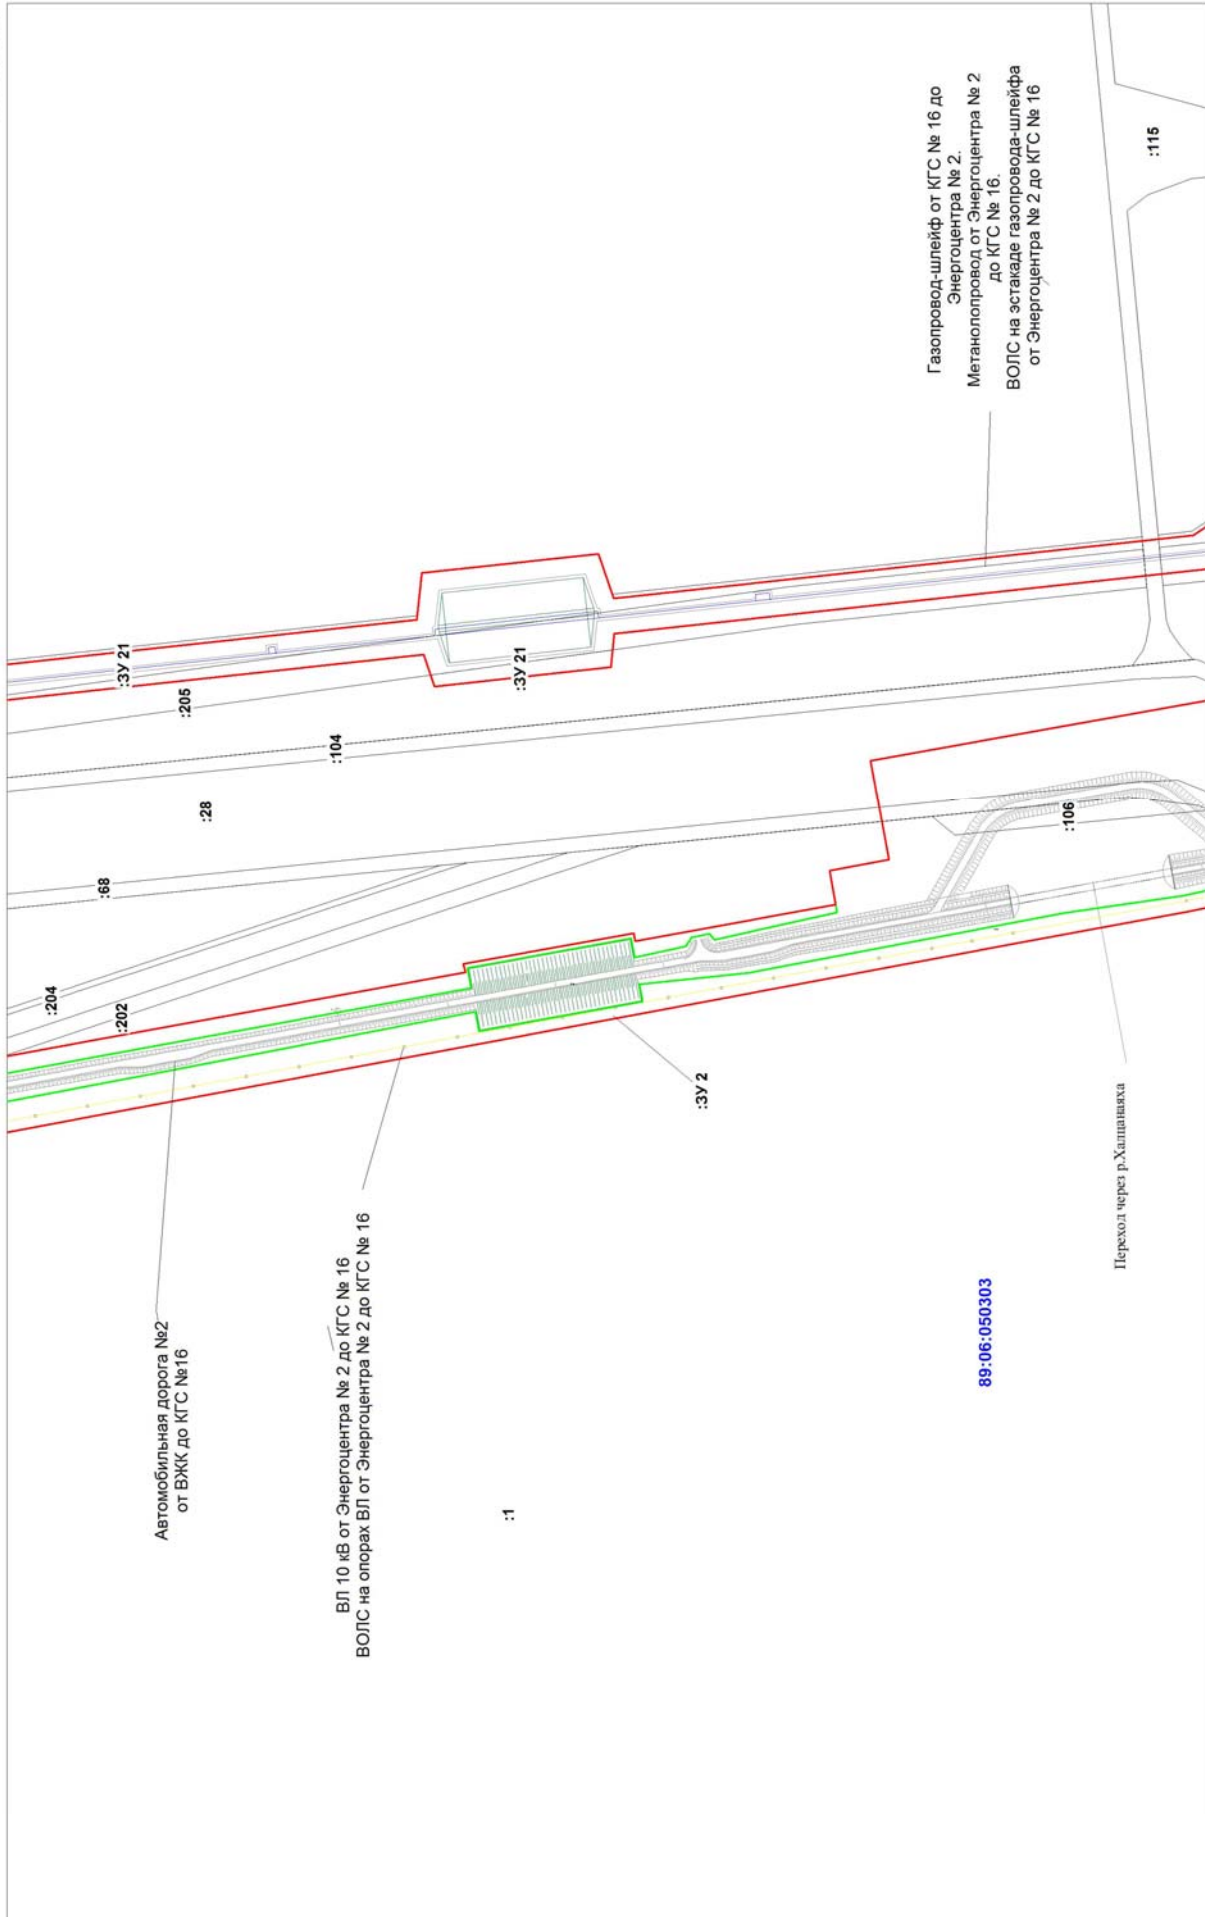 Газопровод-шлейф от КГС № 16 до
Энергоцентра № 2.
Метанолопровод от Энергоцентра № 2
до КГС № 16.
ВОЛС на эстакаде газопровода-шлейфа
от Энергоцентра № 2 до КГС № 16
:115
:ЗУ 21
:205
:ЗУ 21
:104
:28
:106
:68
:204
:202
:ЗУ 2
Переход через р.Халцанаяха
Автомобильная дорога №2
от ВЖК до КГС №16
ВЛ 10 кВ от Энергоцентра № 2 до КГС № 16
ВОЛС на опорах ВЛ от Энергоцентра № 2 до КГС № 16
89:06:050303
:1